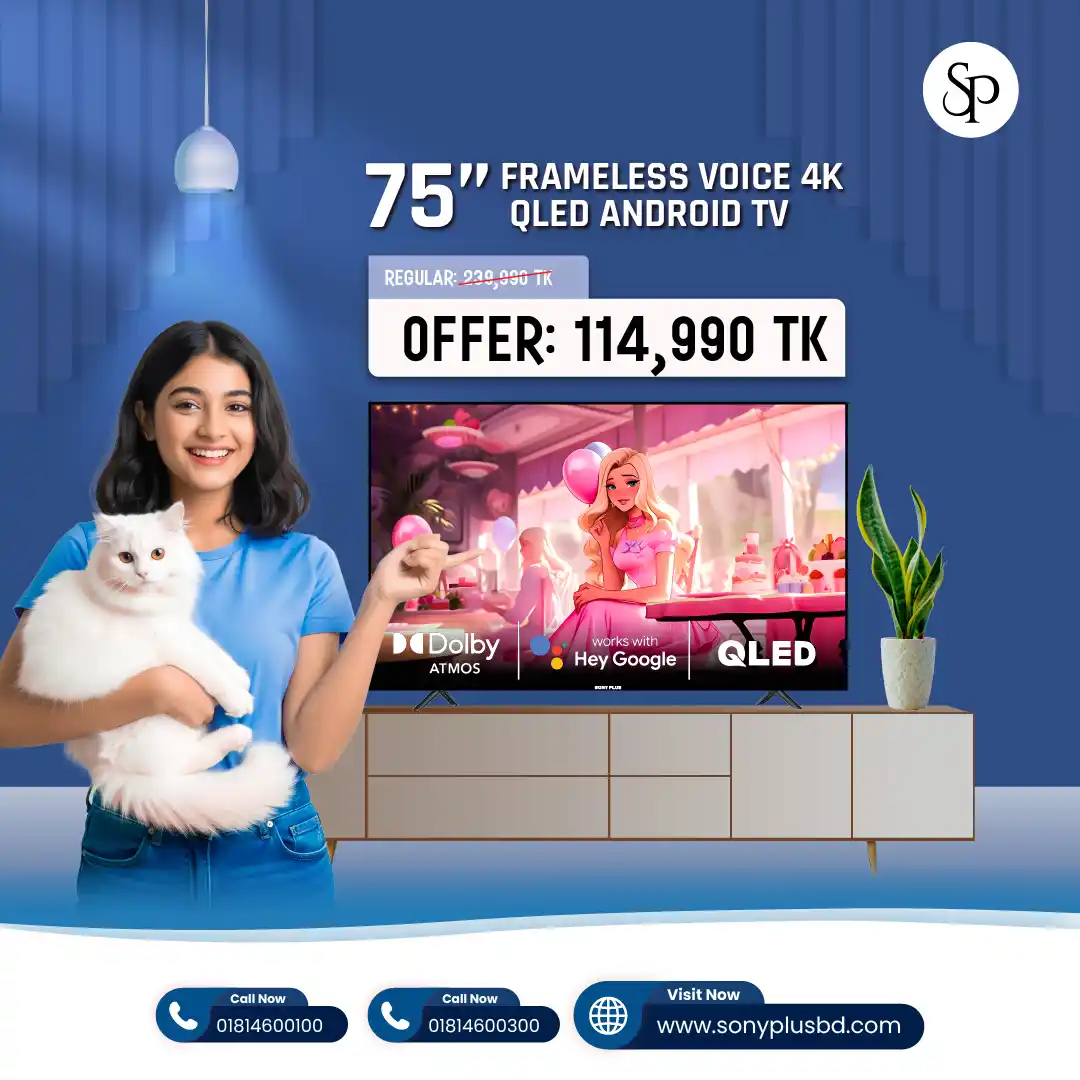 SP
75” FRAMELESS VOICE 4K
QLED ANDROID TV
REGULAR: 239,990 TK
OFFER: 114,990 TK
Dolby
ATMOS
works with
Hey Google
QLED
SONY PLUS
Call Now
01814600100
Call Now
01814600300
Visit Now
www.sonyplusbd.com